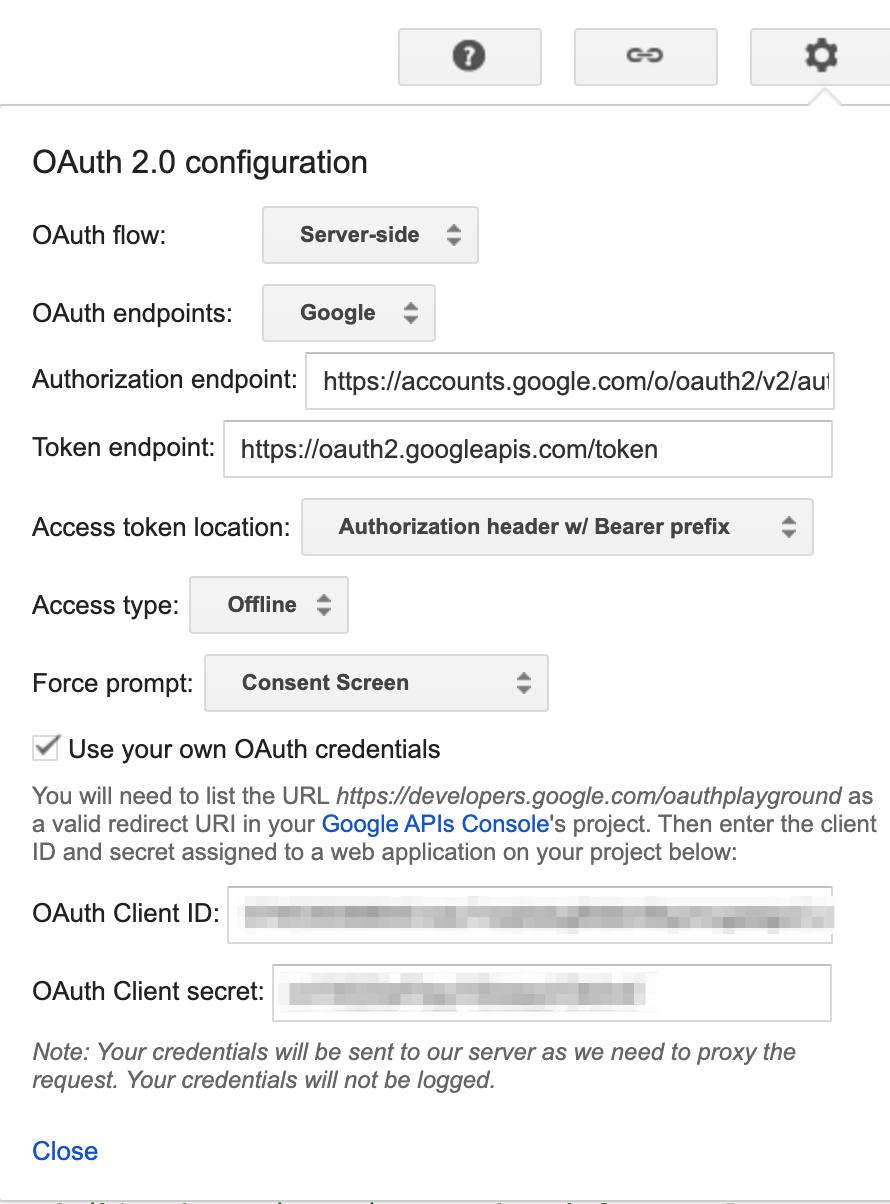 OAuth 2.0 configuration
OAuth flow: Server-side
OAuth endpoints: Google
Authorization endpoint: https://accounts.google.com/o/oauth2/v2/aut
Token endpoint: https://oauth2.googleapis.com/token
Access token location: Authorization header w/ Bearer prefix
Access type: Offline
Force prompt: Consent Screen
Use your own OAuth credentials
You will need to list the URL https://developers.google.com/oauthplayground as
a valid redirect URI in your Google APIs Console's project. Then enter the client
ID and secret assigned to a web application on your project below:
OAuth Client ID:
OAuth Client secret:
Note: Your credentials will be sent to our server as we need to proxy the
request. Your credentials will not be logged.
Close